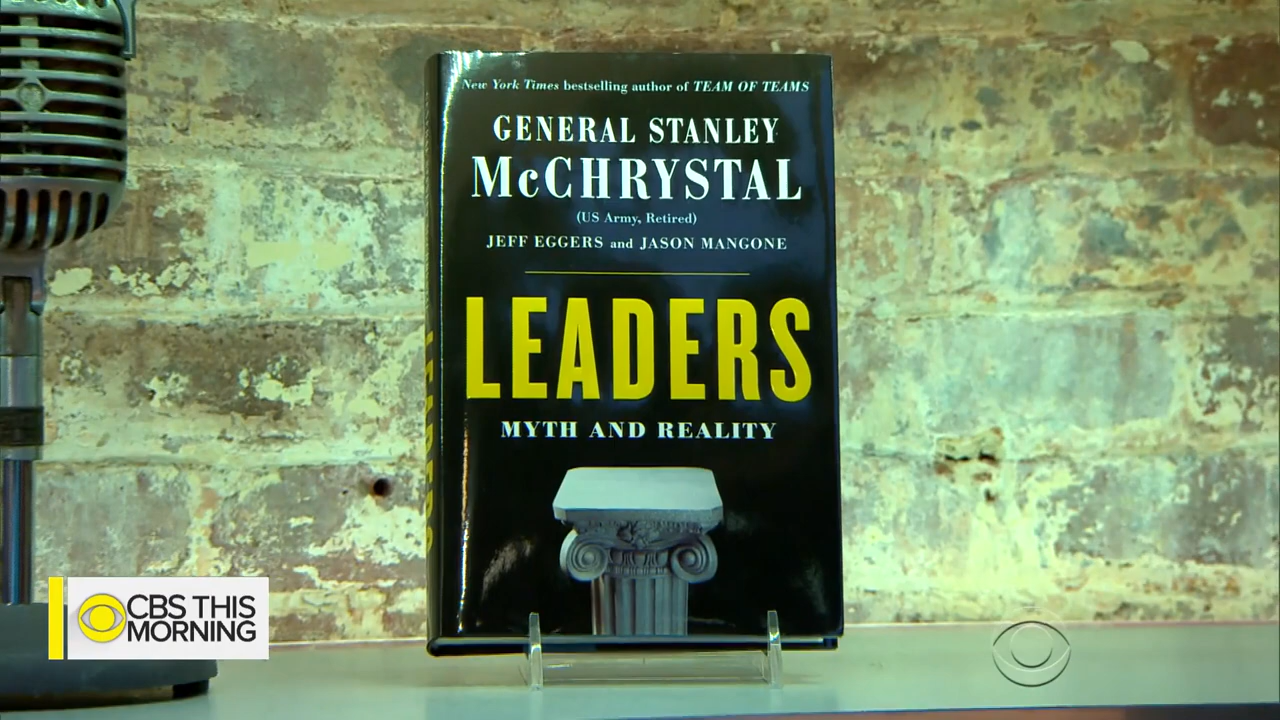 New York Times bestselling author of TEAM OF TEAMS
GENERAL STANLEY
McCHRYSTAL
(US Army, Retired)
JEFF EGGERS and JASON MANGONE
LEADERS
MYTH AND REALITY
LEADERS
CBS THIS
MORNING